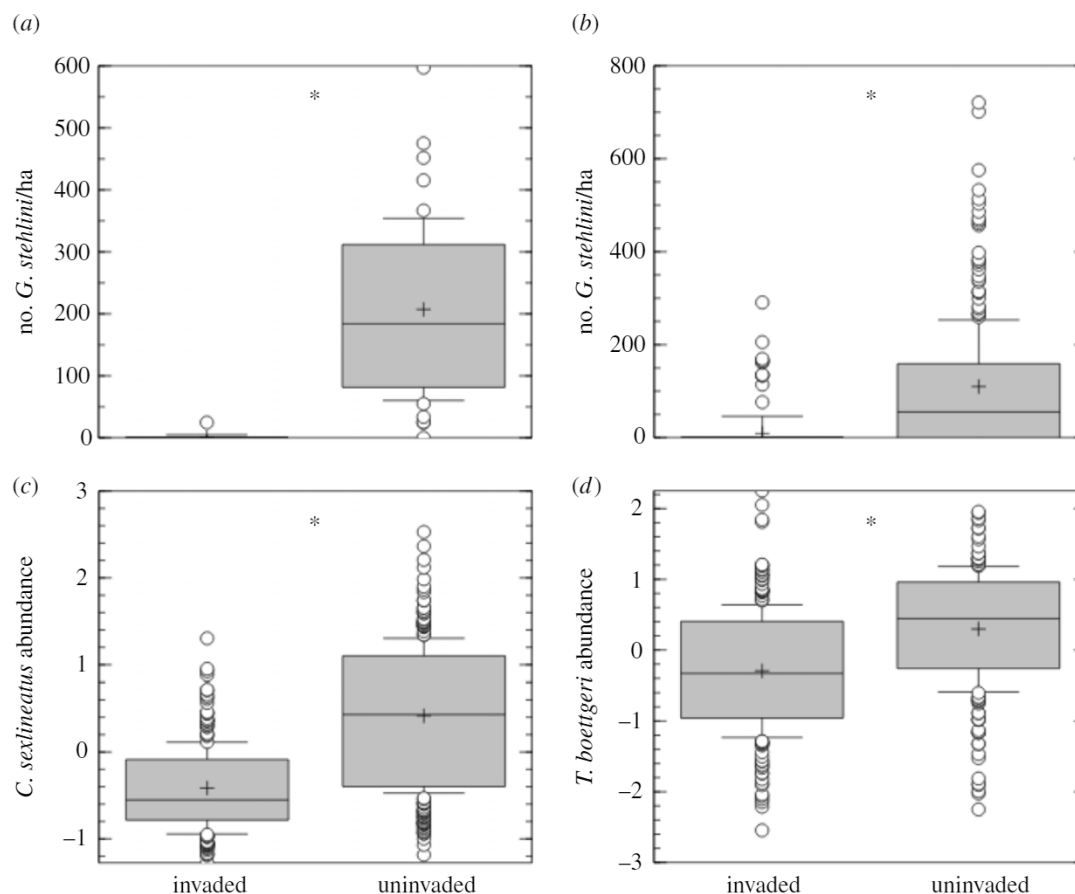 (a)
no. G. stehlini/ha
600
500
400
300
200
100
0
*
(b)
no. G. stehlini/ha
800
600
400
200
0
*
(c)
C. sexlineatus abundance
3
2
1
0
–1
*
invaded uninvaded
(d)
T. boettgeri abundance
2
1
0
–1
–2
–3
*
invaded uninvaded